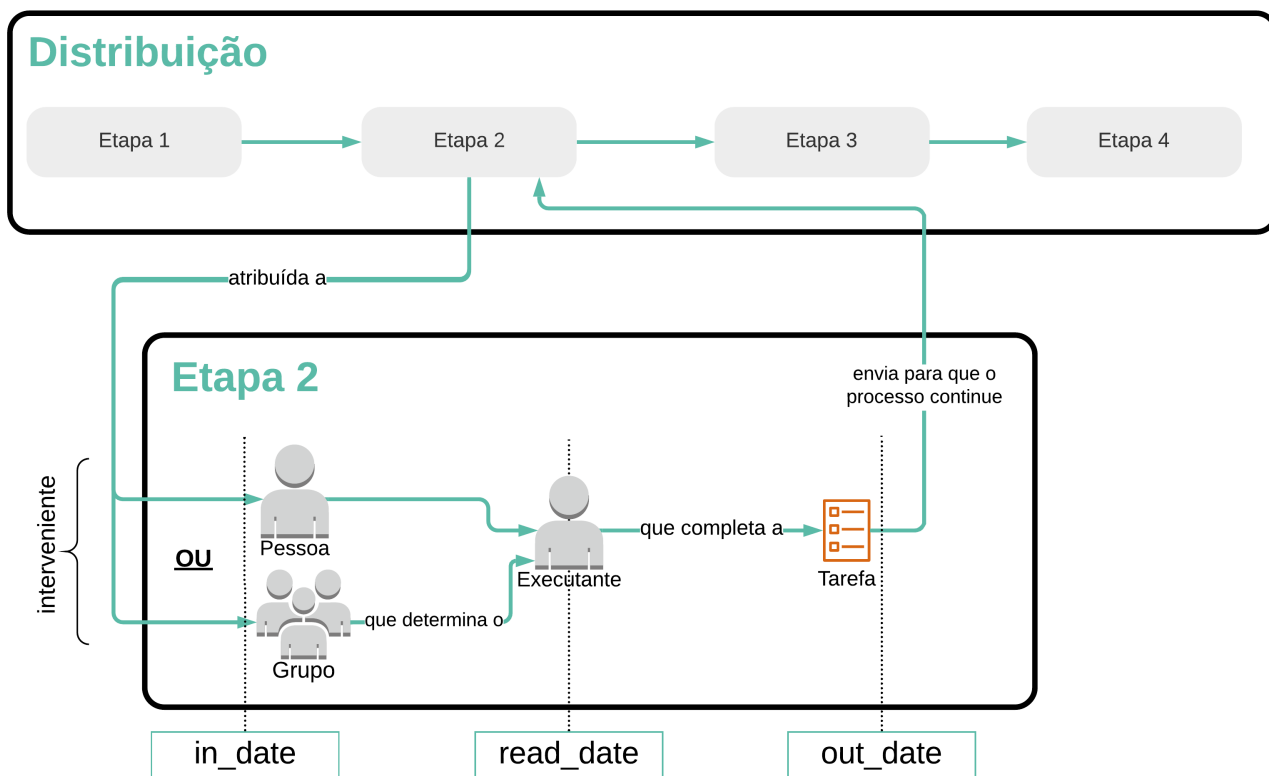 Distribuição
Etapa 1
Etapa 2
Etapa 3
Etapa 4
atribuída a
Etapa 2
envia para que o
processo continue
interveniente
Pessoa
OU
Executante
que completa a
Tarefa
que determina o
Grupo
in_date
read_date
out_date